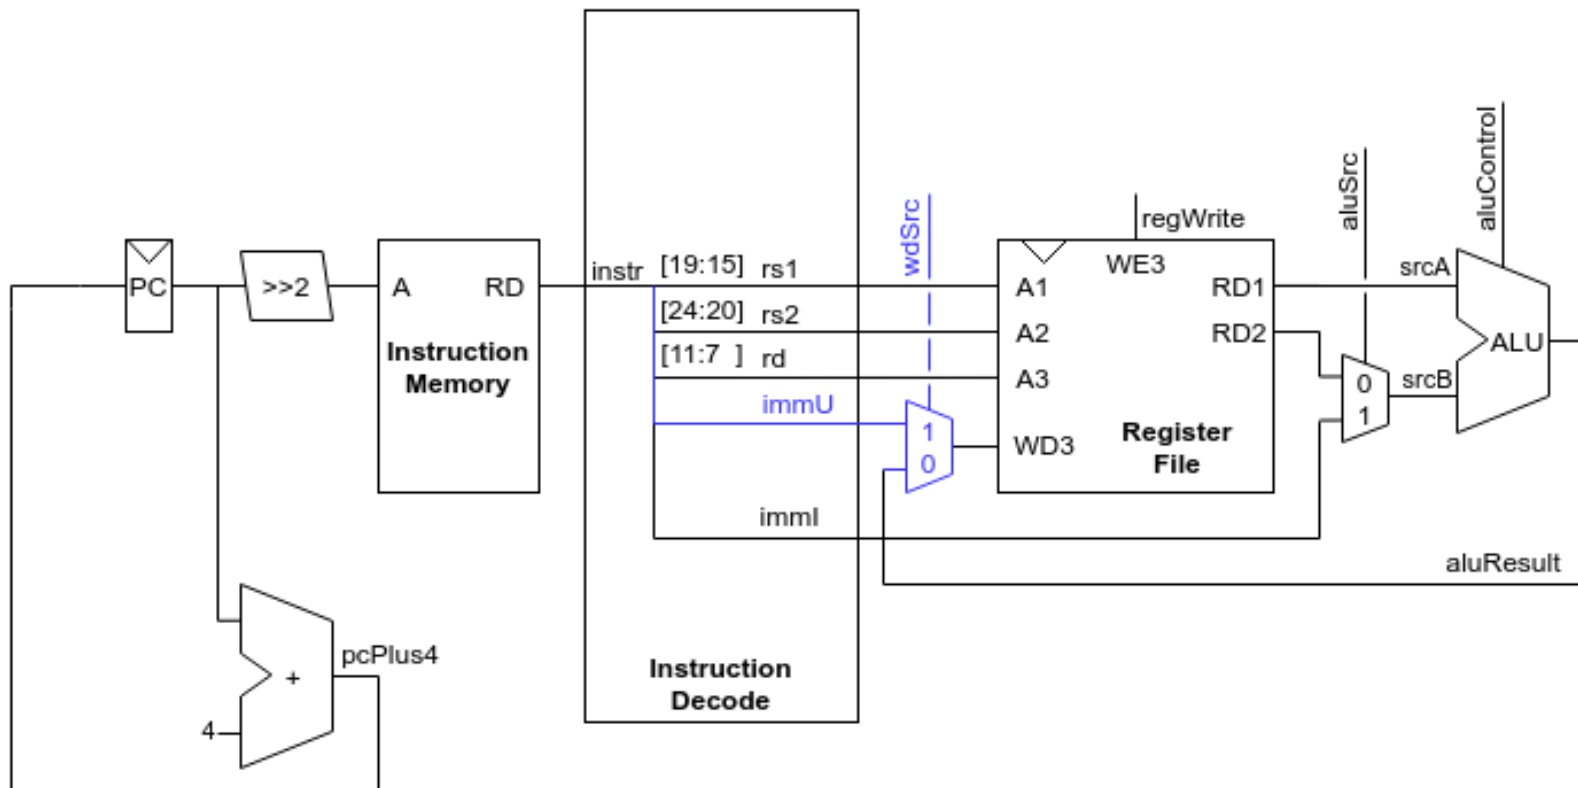 aluControl
aluSrc
wdSrc
regWrite
instr
[19:15] rs1
WE3
srcA
PC
>>2
A
RD
A1
RD1
[24:20] rs2
A2
RD2
ALU
Instruction
Memory
[11:7 ] rd
A3
0
srcB
immU
1
1
Register
File
WD3
0
immI
aluResult
pcPlus4
+
4
Instruction
Decode